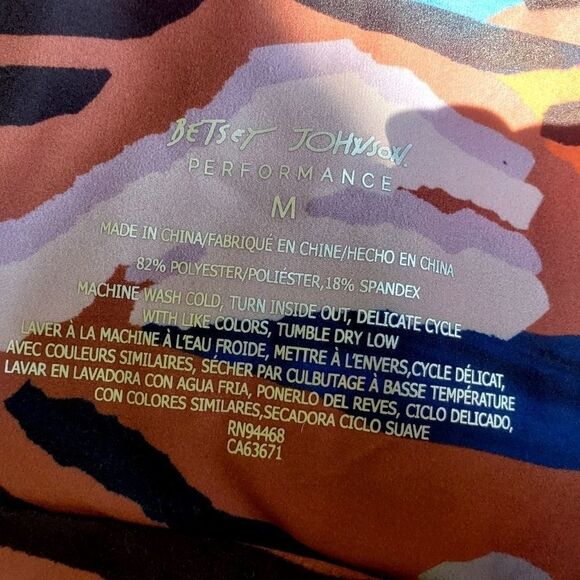 BETSEY JOHNSON.
PERFORMANCE
M
MADE IN CHINA/FABRIQUÉ EN CHINE/HECHO EN CHINA
82% POLYESTER/POLIÉSTER,18% SPANDEX
MACHINE WASH COLD, TURN INSIDE OUT, DELICATE CYCLE
WITH LIKE COLORS, TUMBLE DRY LOW
LAVER À LA MACHINE À L'EAU FROIDE, METTRE À L'ENVERS,CYCLE DÉLICAT,
AVEC COULEURS SIMILAIRES, SÉCHER PAR CULBUTAGE À BASSE TEMPÉRATURE
LAVAR EN LAVADORA CON AGUA FRIA, PONERLO DEL REVES, CICLO DELICADO,
CON COLORES SIMILARES,SECADORA CICLO SUAVE
RN94468
CA63671